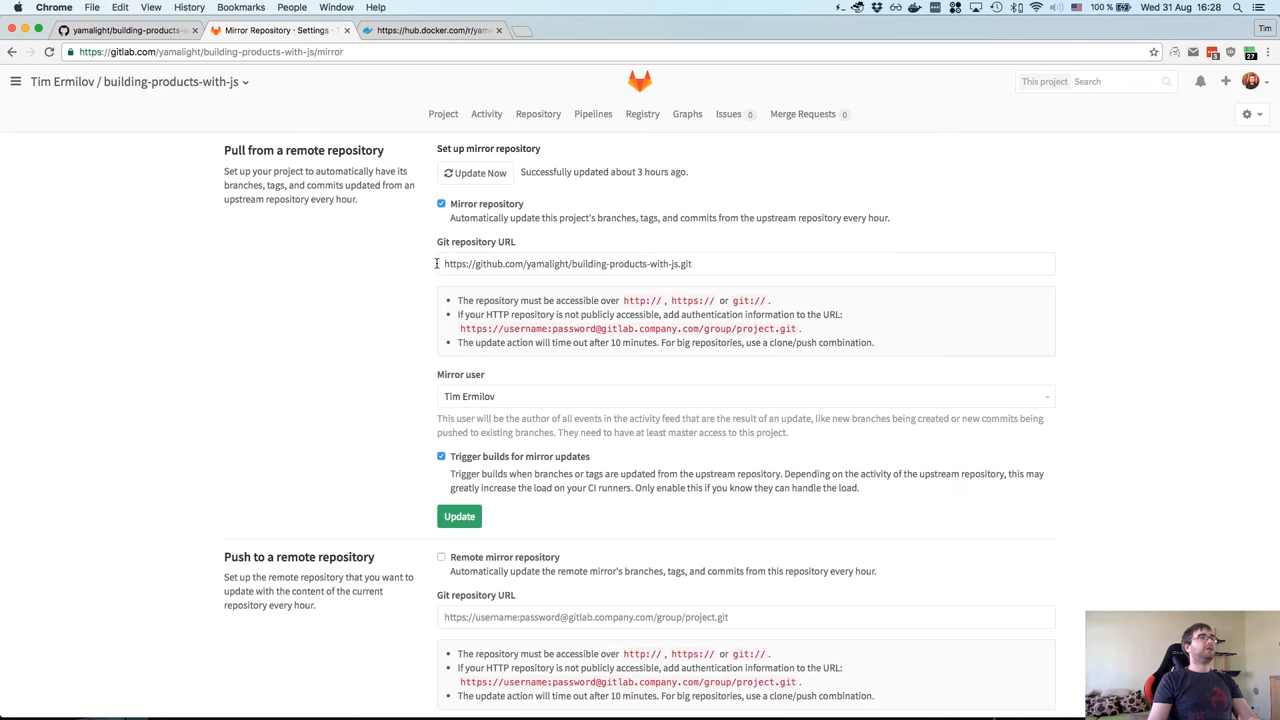 Chrome File Edit View History Bookmarks People Window Help 100 % Wed 31 Aug 16:28
yamalight/building-products-w Mirror Repository · Settings · T https://hub.docker.com/r/yama Tim
https://gitlab.com/yamalight/building-products-with-js/mirror 3 27
Tim Ermilov / building-products-with-js This project Search
Project Activity Repository Pipelines Registry Graphs Issues 0 Merge Requests 0
Pull from a remote repository
Set up your project to automatically have its
branches, tags, and commits updated from an
upstream repository every hour.
Set up mirror repository
Update Now Successfully updated about 3 hours ago.
Mirror repository
Automatically update this project's branches, tags, and commits from the upstream repository every hour.
Git repository URL
https://github.com/yamalight/building-products-with-js.git
The repository must be accessible over http://, https:// or git://.
If your HTTP repository is not publicly accessible, add authentication information to the URL:
https://username:password@gitlab.company.com/group/project.git.
The update action will time out after 10 minutes. For big repositories, use a clone/push combination.
Mirror user
Tim Ermilov
This user will be the author of all events in the activity feed that are the result of an update, like new branches being created or new commits being
pushed to existing branches. They need to have at least master access to this project.
Trigger builds for mirror updates
Trigger builds when branches or tags are updated from the upstream repository. Depending on the activity of the upstream repository, this may
greatly increase the load on your CI runners. Only enable this if you know they can handle the load.
Update
Push to a remote repository
Set up the remote repository that you want to
update with the content of the current
repository every hour.
Remote mirror repository
Automatically update the remote mirror's branches, tags, and commits from this repository every hour.
Git repository URL
https://username:password@gitlab.company.com/group/project.git
The repository must be accessible over http://, https:// or git://.
If your HTTP repository is not publicly accessible, add authentication information to the URL:
https://username:password@gitlab.company.com/group/project.git.
The update action will time out after 10 minutes. For big repositories, use a clone/push combination.